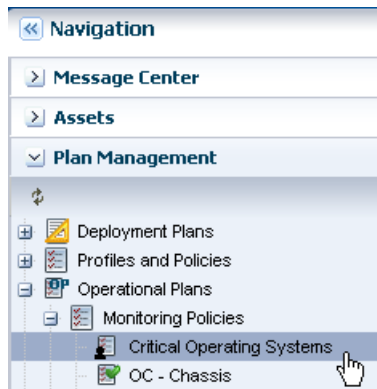 Navigation
Message Center
Assets
Plan Management
Deployment Plans
Profiles and Policies
Operational Plans
Monitoring Policies
Critical Operating Systems
OC - Chassis